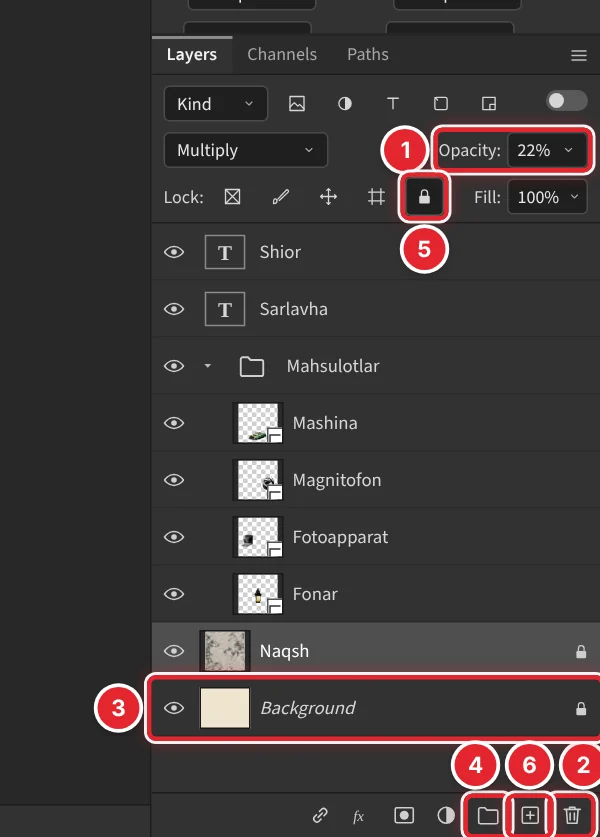 Layers Channels Paths
Kind T
Multiply 1 Opacity: 22%
Lock: Fill: 100%
5
T Shior
T Sarlavha
Mahsulotlar
Mashina
Magnitofon
Fotoapparat
Fonar
Naqsh
3 Background
4 6 2
fx